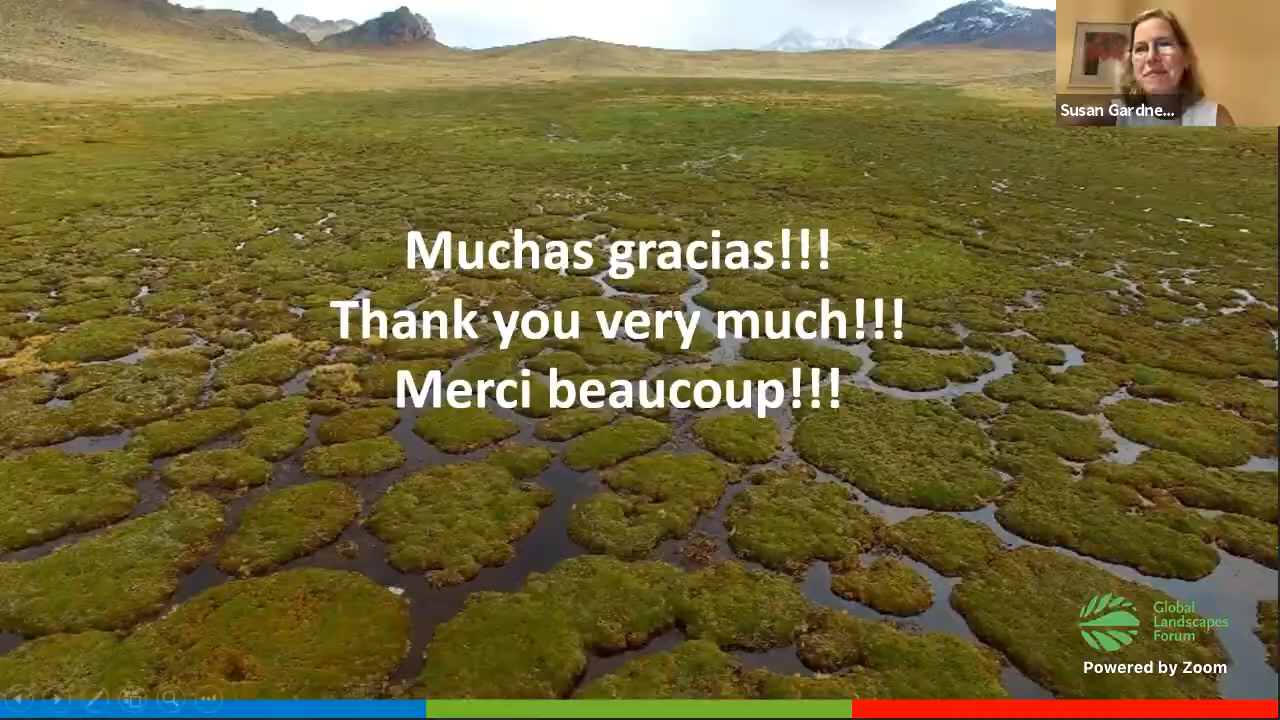 Susan Gardne...
Muchas gracias!!!
Thank you very much!!!
Merci beaucoup!!!
Global
Landscapes
Forum
Powered by Zoom